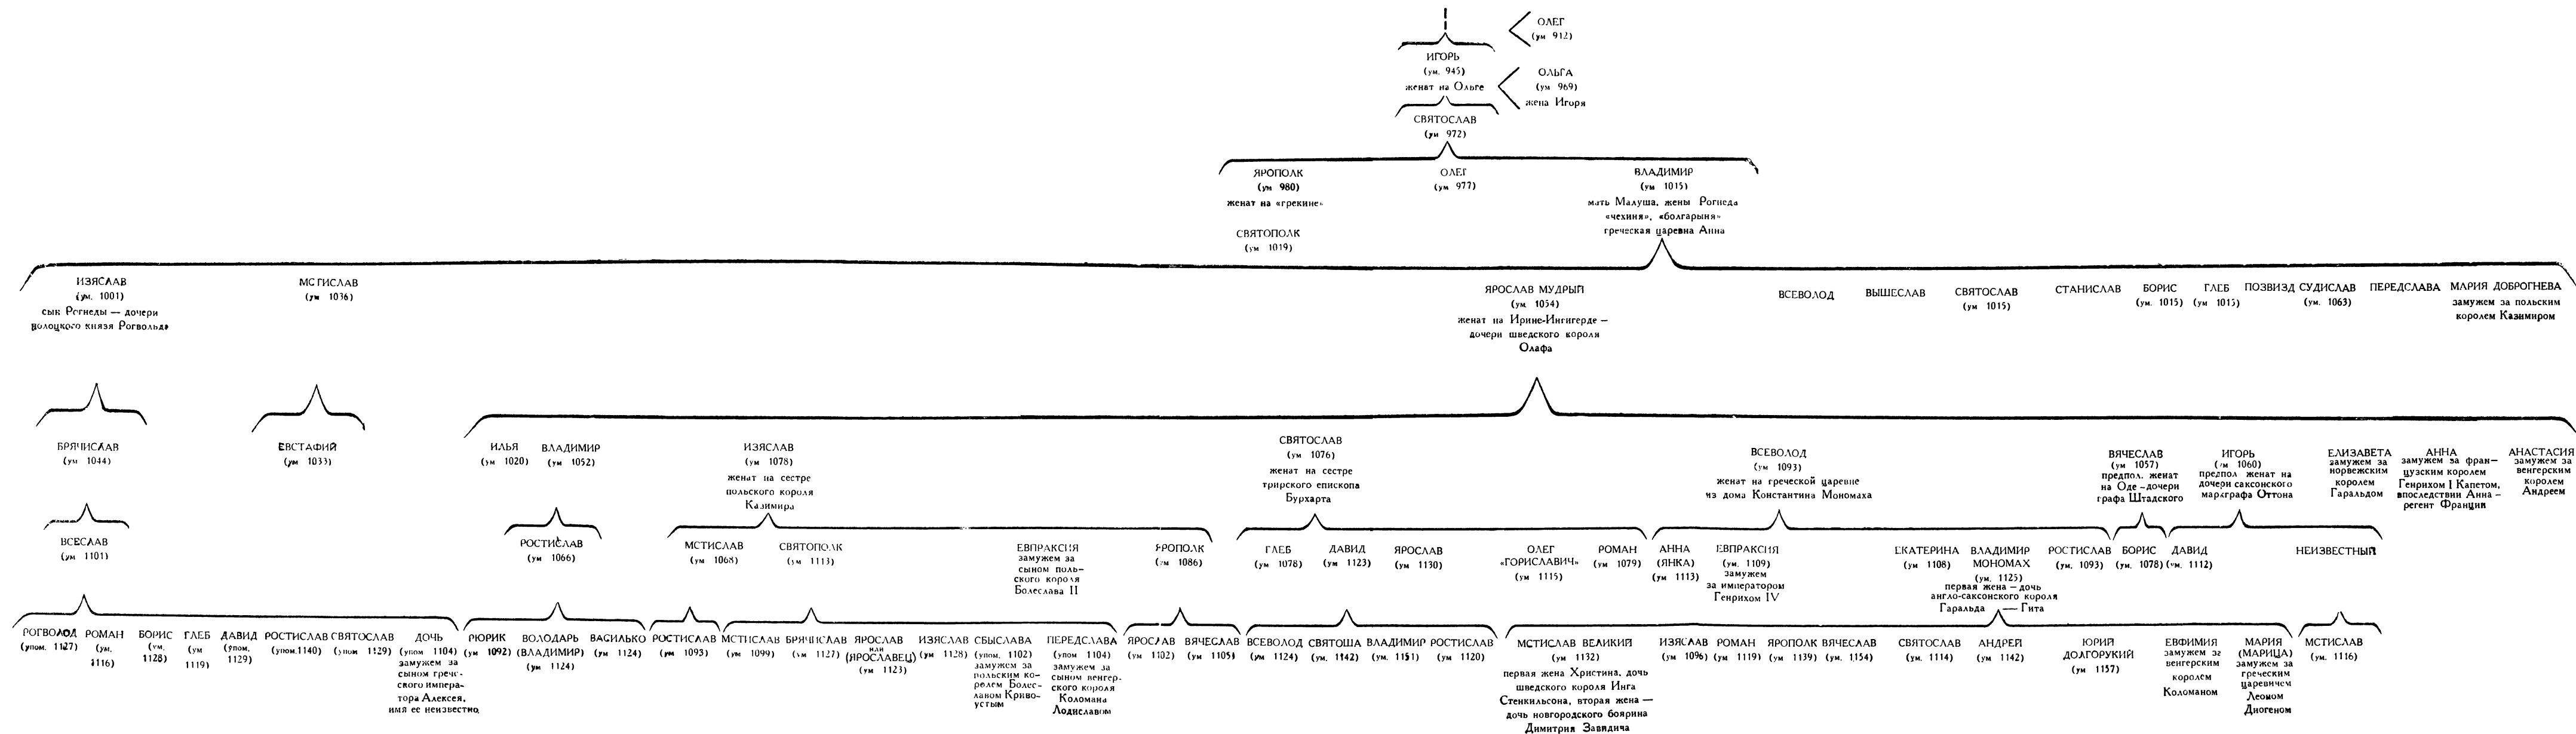 ОЛЕГ
(ум 912)
ИГОРЬ
(ум. 945)
женат на Ольге
ОЛЬГА
(ум 969)
жена Игоря
СВЯТОСЛАВ
(ум 972)
ЯРОПОЛК
(ум 980)
женат на «грекине»
ОЛЕГ
(ум 977)
ВЛАДИМИР
(ум 1015)
мать Малуша, жены Рогнеда
«чехиня», «болгарыня»
греческая царевна Анна
СВЯТОПОЛК
(ум 1019)
ИЗЯСЛАВ
(ум. 1001)
сын Рогнеды — дочери
полоцкого князя Рогвольда
МСТИСЛАВ
(ум 1036)
ЯРОСЛАВ МУДРЫЙ
(ум 1054)
женат на Ирине-Ингигерде —
дочери шведского короля
Олафа
ВСЕВОЛОД
ВЫШЕСЛАВ
СВЯТОСЛАВ
(ум 1015)
СТАНИСЛАВ
БОРИС
(ум. 1015)
ГЛЕБ
(ум 1015)
ПОЗВИЗД
СУДИСЛАВ
(ум. 1063)
ПЕРЕДСЛАВА
МАРИЯ ДОБРОГНЕВА
замужем за польским
королем Казимиром
БРЯЧИСЛАВ
(ум 1044)
ЕВСТАФИЙ
(ум 1033)
ИЛЬЯ
(ум 1020)
ВЛАДИМИР
(ум 1052)
ИЗЯСЛАВ
(ум 1078)
женат на сестре
польского короля
Казимира
СВЯТОСЛАВ
(ум 1076)
женат на сестре
трирского епископа
Бурхарта
ВСЕВОЛОД
(ум 1093)
женат на греческой царевне
из дома Константина Мономаха
ВЯЧЕСЛАВ
(ум 1057)
предпол. женат
на Оде – дочери
графа Штадского
ИГОРЬ
(ум 1060)
предпол женат на
дочери саксонского
маркграфа Оттона
ЕЛИЗАВЕТА
замужем за
норвежским
королем
Гаральдом
АННА
замужем за фран–
цузским королем
Генрихом I Капетом,
впоследствии Анна –
регент Франции
АНАСТАСИЯ
замужем за
венгерским
королем
Андреем
ВСЕСЛАВ
(ум 1101)
РОСТИСЛАВ
(ум 1066)
МСТИСЛАВ
(ум 1068)
СВЯТОПОЛК
(ум 1113)
ЕВПРАКСИЯ
замужем за
сыном поль–
ского короля
Болеслава II
ЯРОПОЛК
(ум 1086)
ГЛЕБ
(ум 1078)
ДАВИД
(ум 1123)
ЯРОСЛАВ
(ум 1130)
ОЛЕГ
«ГОРИСЛАВИЧ»
(ум 1115)
РОМАН
(ум 1079)
АННА
(ЯНКА)
(ум 1113)
ЕВПРАКСИЯ
(ум. 1109)
замужем
за императором
Генрихом IV
ЕКАТЕРИНА
(ум 1108)
ВЛАДИМИР
МОНОМАХ
(ум. 1125)
первая жена – дочь
англо-саксонского короля
Гаральда — Гита
РОСТИСЛАВ
(ум. 1093)
БОРИС
(ум. 1078)
ДАВИД
(ум. 1112)
НЕИЗВЕСТНЫЙ
РОГВОЛОД
(упом. 1127)
РОМАН
(ум.
1116)
БОРИС
(ум.
1128)
ГЛЕБ
(ум
1119)
ДАВИД
(упом.
1129)
РОСТИСЛАВ
(упом. 1140)
СВЯТОСЛАВ
(упом 1129)
ДОЧЬ
(упом 1104)
замужем за
сыном грече-
ского импера-
тора Алексея,
имя ее неизвестно
РЮРИК
(ум 1092)
ВОЛОДАРЬ
(ВЛАДИМИР)
(ум 1124)
ВАСИЛЬКО
(ум 1124)
РОСТИСЛАВ
(ум 1093)
МСТИСЛАВ
(ум 1099)
БРЯЧИСЛАВ
(ум 1127)
ЯРОСЛАВ
или
(ЯРОСЛАВЕЦ)
(ум 1123)
ИЗЯСЛАВ
(ум 1128)
СБЫСЛАВА
(упом. 1102)
замужем за
польским ко–
ролем Болес–
лавом Криво–
устым
ПЕРЕДСЛАВА
(упом 1104)
замужем за
сыном венгер-
ского короля
Коломана
Лодиславом
ЯРОСЛАВ
(ум 1102)
ВЯЧЕСЛАВ
(ум 1105)
ВСЕВОЛОД
(ум 1124)
СВЯТОША
(ум. 1142)
ВЛАДИМИР
(ум. 1151)
РОСТИСЛАВ
(ум 1120)
МСТИСЛАВ ВЕЛИКИЙ
(ум 1132)
первая жена Христина, дочь
шведского короля Инга
Стенкильсона, вторая жена —
дочь новгородского боярина
Димитрия Завидича
ИЗЯСЛАВ
(ум 1096)
РОМАН
(ум 1119)
ЯРОПОЛК
(ум 1139)
ВЯЧЕСЛАВ
(ум. 1154)
СВЯТОСЛАВ
(ум 1114)
АНДРЕЙ
(ум 1142)
ЮРИЙ
ДОЛГОРУКИЙ
(ум 1157)
ЕВФИМИЯ
замужем за
венгерским
королем
Коломаном
МАРИЯ
(МАРИЦА)
замужем за
греческим
царевичем
Леоном
Диогеном
МСТИСЛАВ
(ум. 1116)